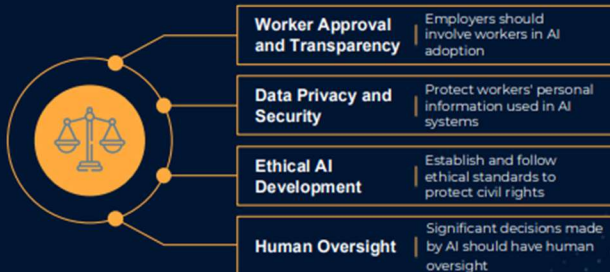 Worker Approval
and Transparency
Employers should
involve workers in AI
adoption
Data Privacy and
Security
Protect workers' personal
information used in AI
systems
Ethical AI
Development
Establish and follow
ethical standards to
protect civil rights
Human Oversight
Significant decisions made
by AI should have human
oversight